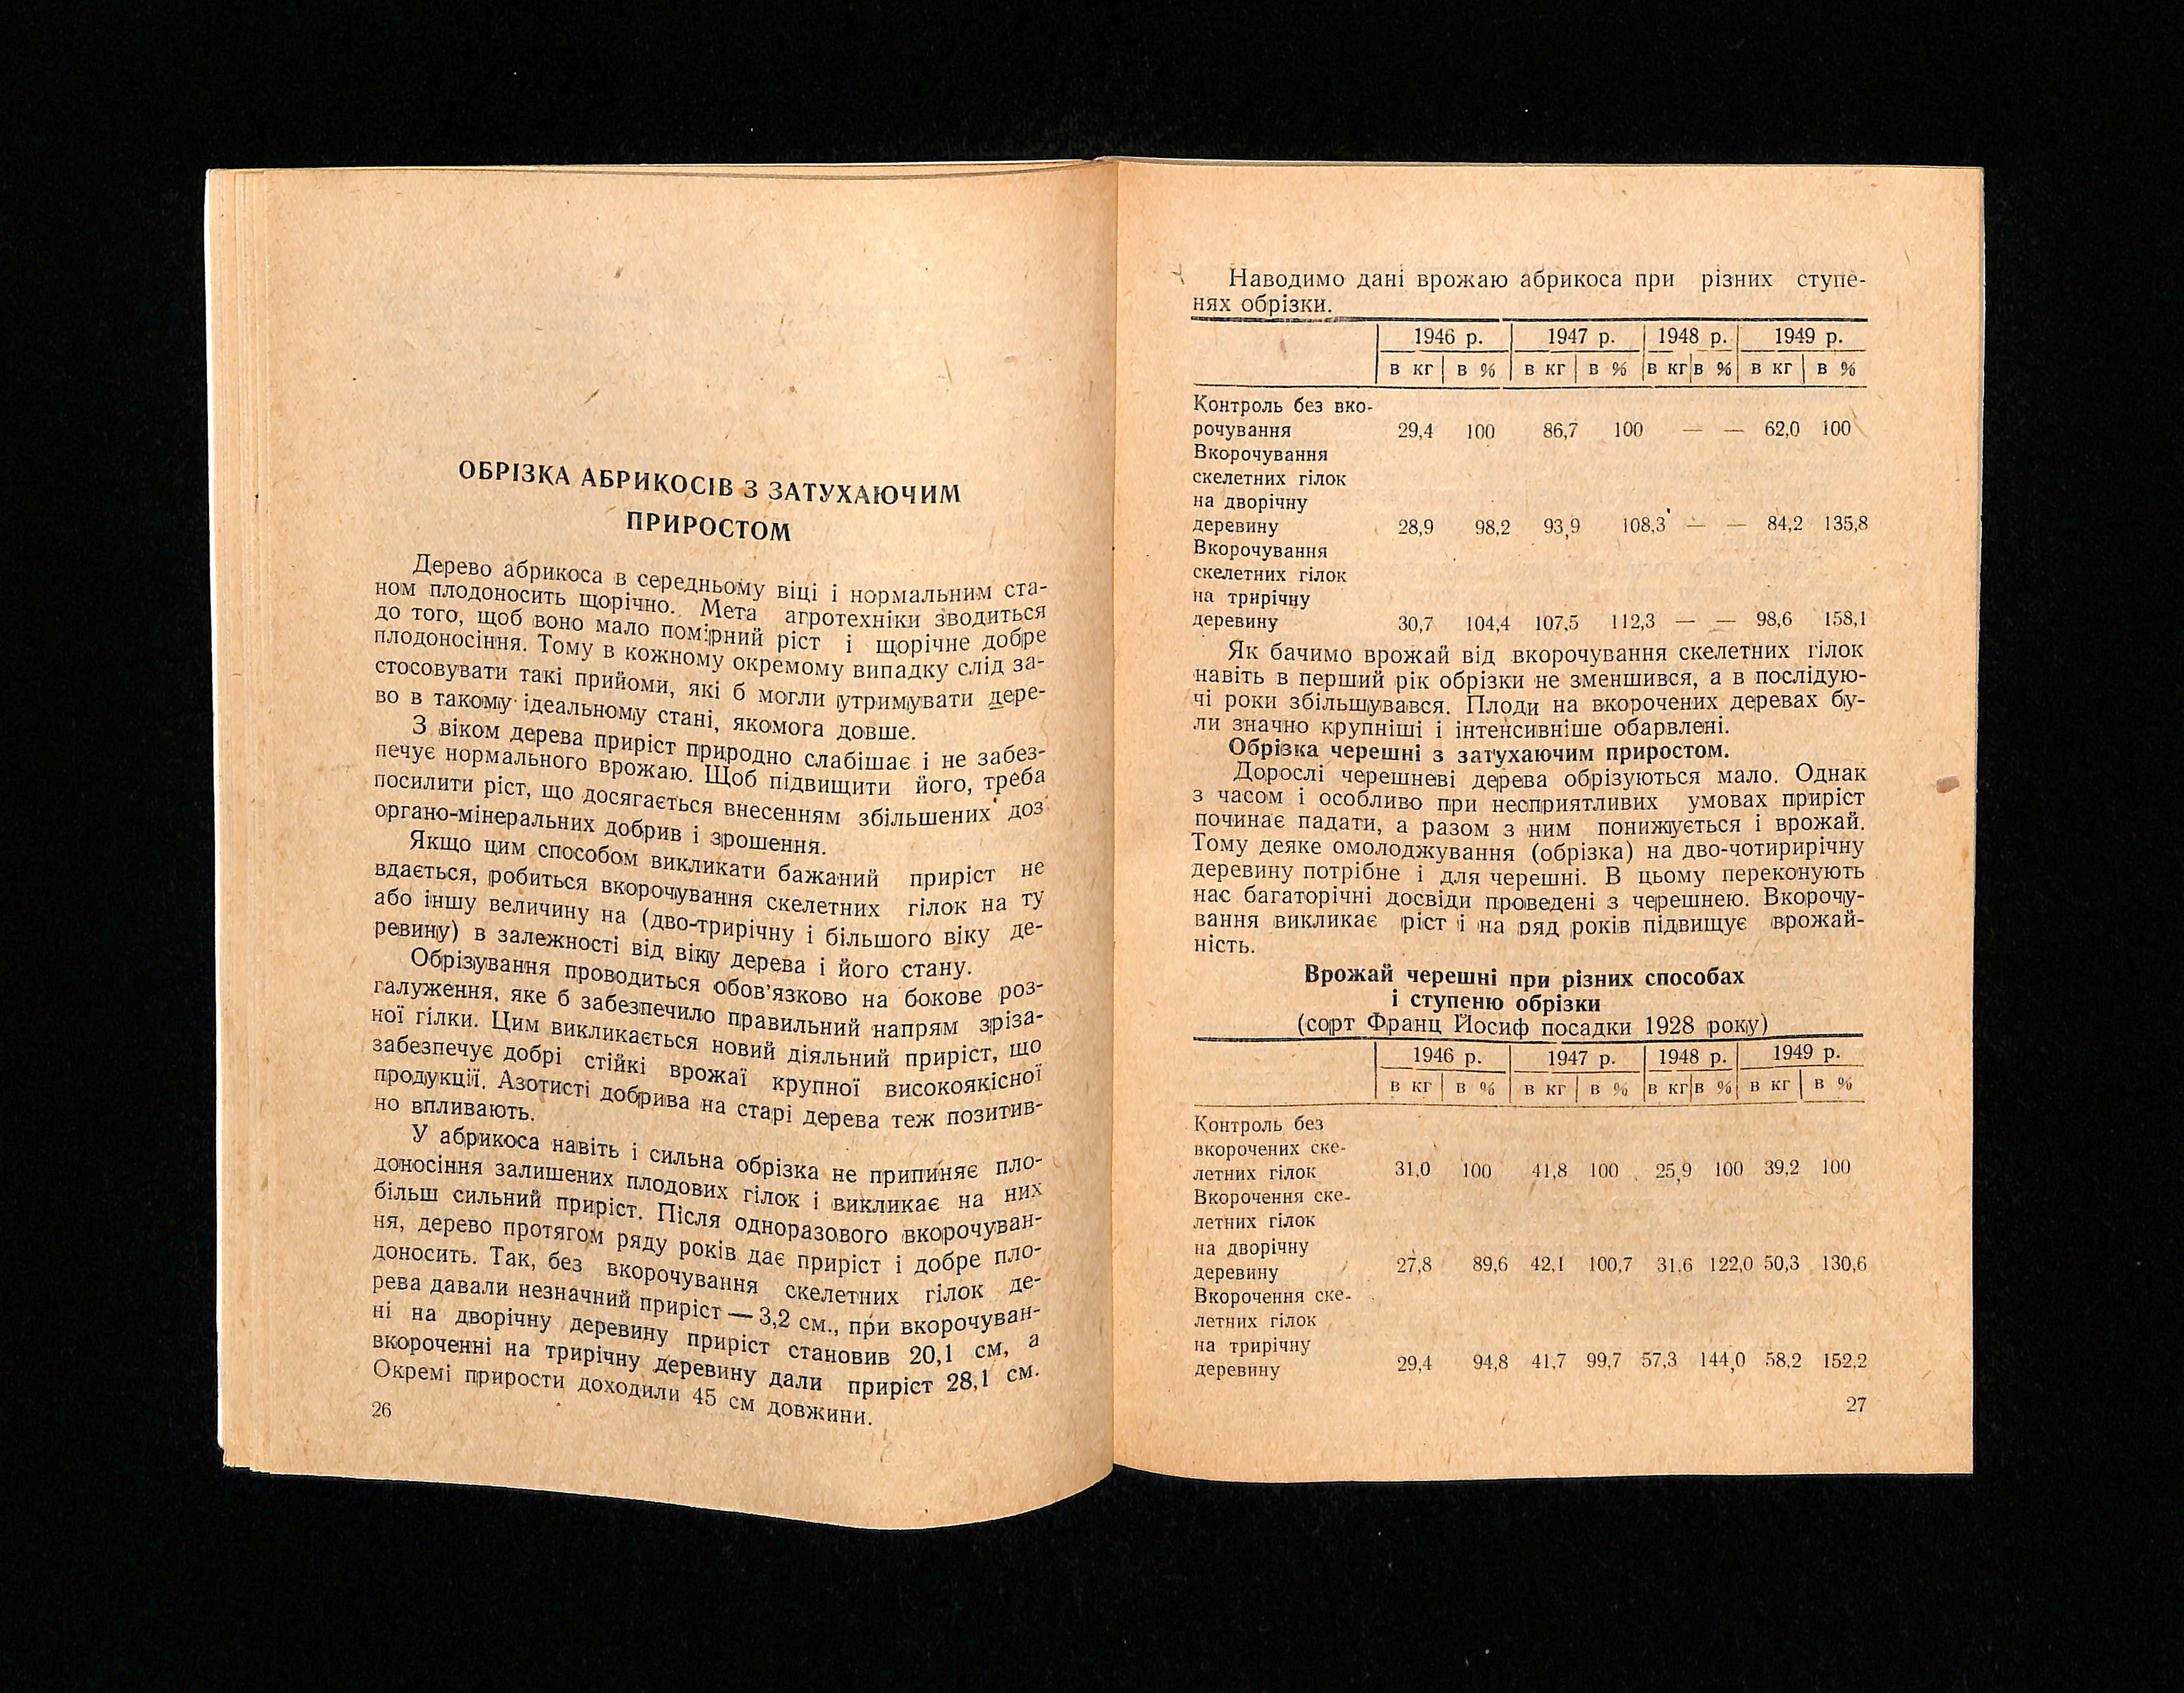 ОБРІЗКА АБРИКОСІВ З ЗАТУХАЮЧИМ
ПРИРОСТОМ
Дерево абрикоса в середньому віці і нормальним ста-
ном плодоносить щорічно. Мета агротехніки зводиться
до того, щоб воно мало помірний ріст і щорічне добре
плодоносіння. Тому в кожному окремому випадку слід за-
стосовувати такі прийоми, які б могли утримувати дере-
во в такому ідеальному стані, якомога довше.
З віком дерева приріст природно слабішає і не забез-
печує нормального врожаю. Щоб підвищити його, треба
посилити ріст, що досягається внесенням збільшених доз
органо-мінеральних добрив і зрошення.
Якщо цим способом викликати бажаний приріст не
вдається, робиться вкорочування скелетних гілок на ту
або іншу величину на (дво-трирічну і більшого віку де-
ревину) в залежності від віку дерева і його стану.
Обрізування проводиться обов'язково на бокове роз-
галуження, яке б забезпечило правильний напрям зріза-
ної гілки. Цим викликається новий діяльний приріст, що
забезпечує добрі стійкі врожаї крупної високоякісної
продукції. Азотисті добрива на старі дерева теж позитив-
но впливають.
У абрикоса навіть і сильна обрізка не припиняє пло-
доносіння залишених плодових гілок і викликає на них
більш сильний приріст. Після одноразового вкорочуван-
ня, дерево протягом ряду років дає приріст і добре пло-
доносить. Так, без вкорочування скелетних гілок де-
рева давали незначний приріст — 3,2 см., при вкорочуван-
ні на дворічну деревину приріст становив 20,1 см, а
вкороченні на трирічну деревину дали приріст 28,1 см.
Окремі прирости доходили 45 см довжини.
26
Наводимо дані врожаю абрикоса при різних ступе-
нях обрізки.
1946 р. 1947 р. 1948 р. 1949 р.
в кг в % в кг в % в кг в % в кг в %
Контроль без вко-
рочування 29,4 100 86,7 100 — — 62,0 100
Вкорочування
скелетних гілок
на дворічну
деревину 28,9 98,2 93,9 108,3 — — 84,2 135,8
Вкорочування
скелетних гілок
на трирічну
деревину 30,7 104,4 107,5 112,3 — — 98,6 158,1
Як бачимо врожай від вкорочування скелетних гілок
навіть в перший рік обрізки не зменшився, а в послідую-
чі роки збільшувався. Плоди на вкорочених деревах бу-
ли значно крупніші і інтенсивніше обарвлені.
Обрізка черешні з затухаючим приростом.
Дорослі черешневі дерева обрізуються мало. Однак
з часом і особливо при несприятливих умовах приріст
починає падати, а разом з ним понижується і врожай.
Тому деяке омолоджування (обрізка) на дво-чотирирічну
деревину потрібне і для черешні. В цьому переконують
нас багаторічні досвіди проведені з черешнею. Вкорочу-
вання викликає ріст і на ряд років підвищує врожай-
ність.
Врожай черешні при різних способах
і ступеню обрізки
(сорт Франц Йосиф посадки 1928 року)
1946 р. 1947 р. 1948 р. 1949 р.
в кг в % в кг в % в кг в % в кг в %
Контроль без
вкорочених ске-
летних гілок 31,0 100 41,8 100 25,9 100 39,2 100
Вкорочення ске-
летних гілок
на дворічну
деревину 27,8 89,6 42,1 100,7 31,6 122,0 50,3 130,6
Вкорочення ске-
летних гілок
на трирічну
деревину 29,4 94,8 41,7 99,7 57,3 144,0 58,2 152,2
27